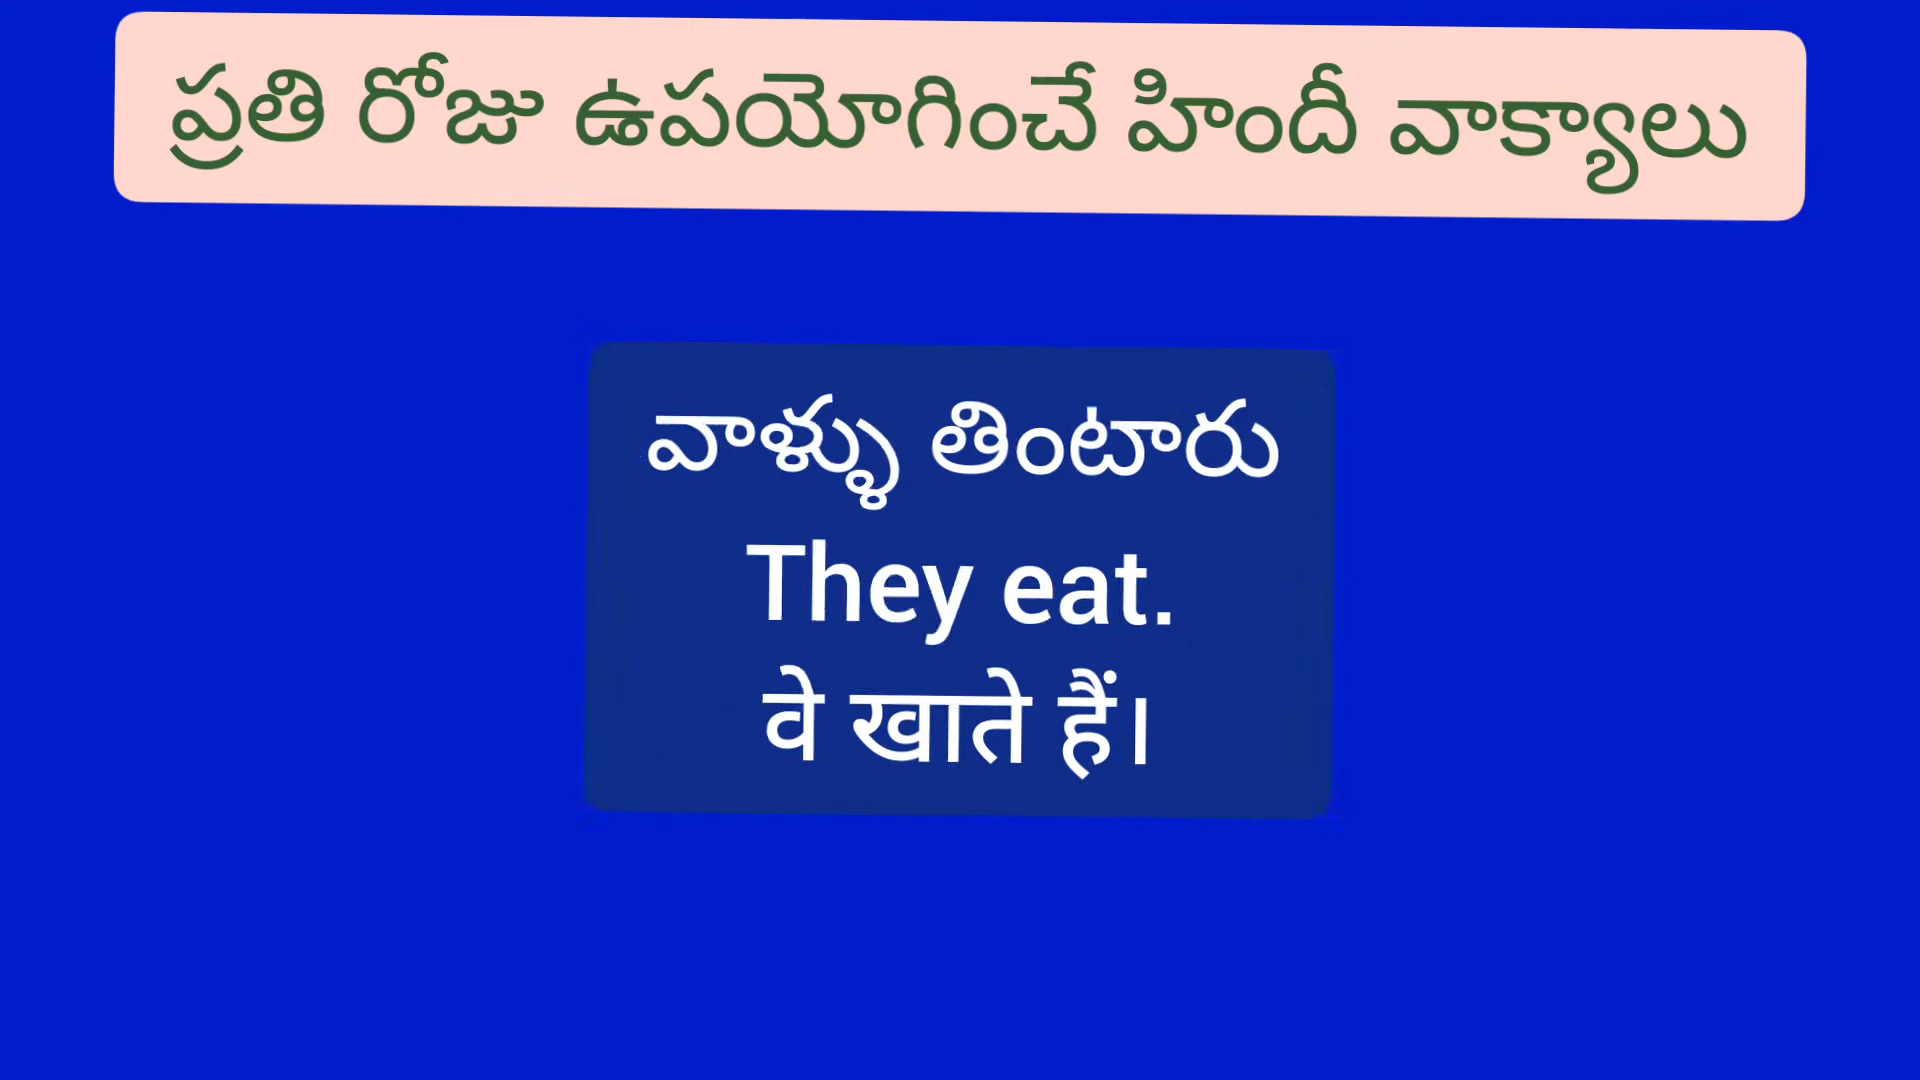 ప్రతి రోజు ఉపయోగించే హిందీ వాక్యాలు
వాళ్ళు తింటారు
They eat.
वे खाते हैं।